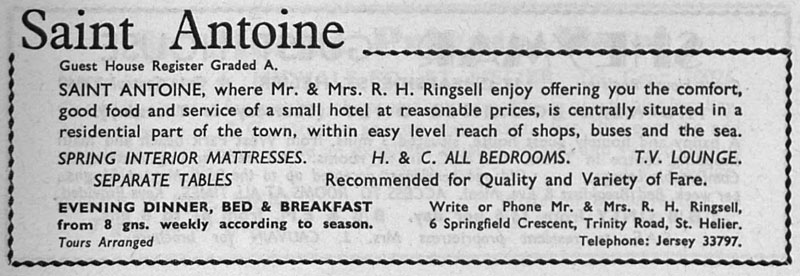 Saint Antoine
Guest House Register Graded A.
SAINT ANTOINE, where Mr. & Mrs. R. H. Ringsell enjoy offering you the comfort,
good food and service of a small hotel at reasonable prices, is centrally situated in a
residential part of the town, within easy level reach of shops, buses and the sea.
SPRING INTERIOR MATTRESSES. H. & C. ALL BEDROOMS. T.V. LOUNGE.
SEPARATE TABLES Recommended for Quality and Variety of Fare.
EVENING DINNER, BED & BREAKFAST Write or Phone Mr. & Mrs. R. H. Ringsell,
from 8 gns. weekly according to season. 6 Springfield Crescent, Trinity Road, St. Helier.
Tours Arranged Telephone: Jersey 33797.